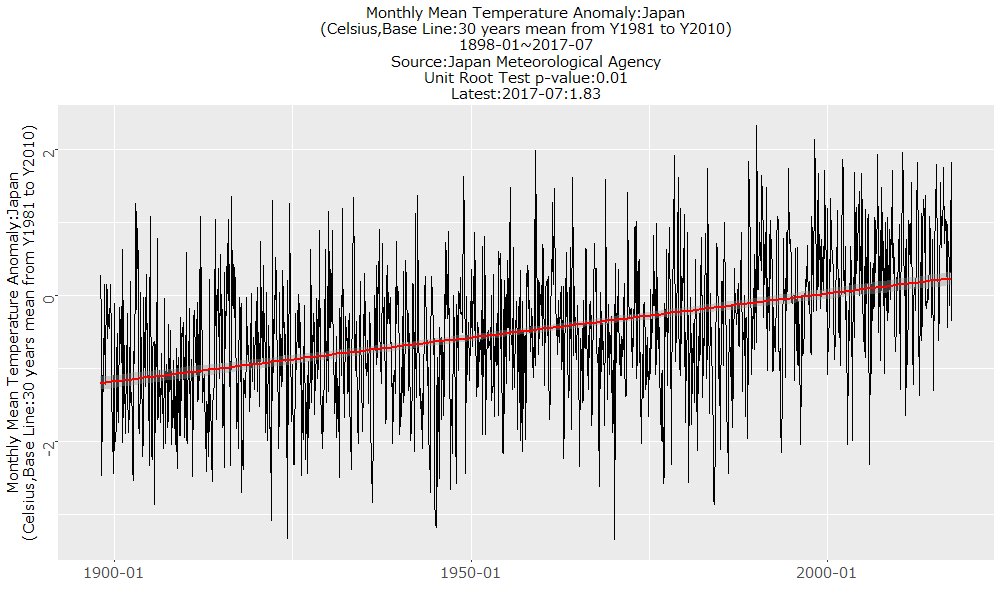 Monthly Mean Temperature Anomaly:Japan
(Celsius,Base Line:30 years mean from Y1981 to Y2010)
1898-01~2017-07
Source:Japan Meteorological Agency
Unit Root Test p-value:0.01
Latest:2017-07:1.83
Monthly Mean Temperature Anomaly:Japan
(Celsius,Base Line:30 years mean from Y1981 to Y2010)
2
0
-2
1900-01
1950-01
2000-01